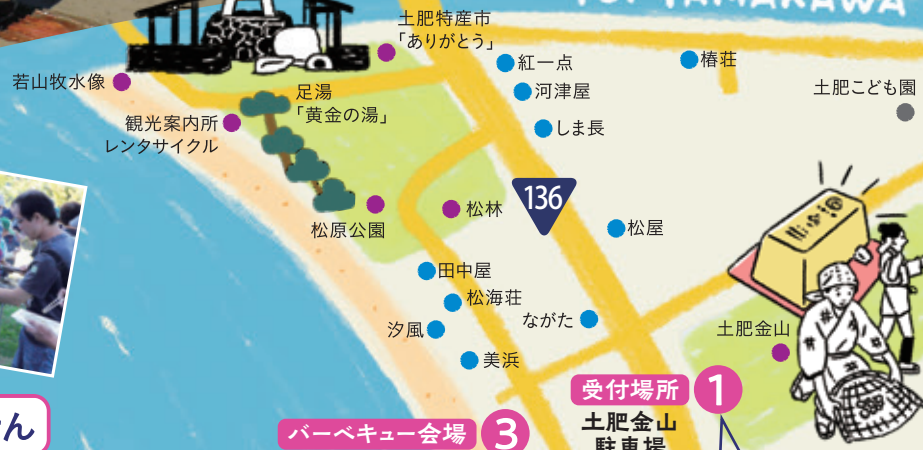 土肥特産市
「ありがとう」
紅一点
椿荘
若山牧水像
河津屋
土肥こども園
足湯
「黄金の湯」
観光案内所
レンタサイクル
しま長
136
松林
松原公園
松屋
田中屋
松海荘
汐風
ながた
土肥金山
美浜
受付場所 1
土肥金山
駐車場
バーベキュー会場 3
ん